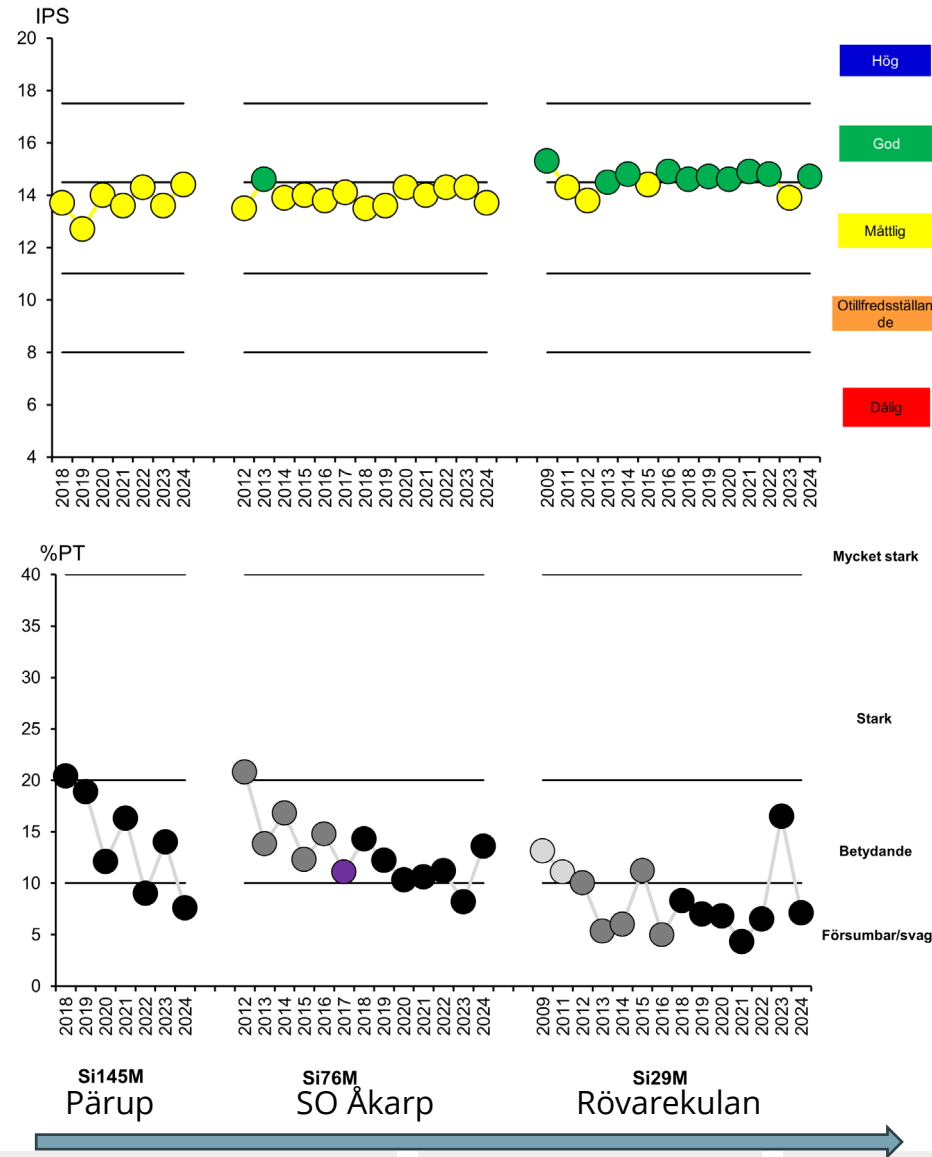 IPS
20
18
16
14
12
10
8
6
4
2018 2019 2020 2021 2022 2023 2024 2012 2013 2014 2015 2016 2017 2018 2019 2020 2021 2022 2023 2024 2009 2011 2012 2013 2014 2015 2016 2018 2019 2020 2021 2022 2023 2024
Hög
God
Måttlig
Otillfredsställan
de
Dålig
%PT
40
35
30
25
20
15
10
5
0
2018 2019 2020 2021 2022 2023 2024 2012 2013 2014 2015 2016 2017 2018 2019 2020 2021 2022 2023 2024 2009 2011 2012 2013 2014 2015 2016 2018 2019 2020 2021 2022 2023 2024
Mycket stark
Stark
Betydande
Försumbar/svag
Si145M Si76M Si29M
Pärup SO Åkarp Rövarekulan